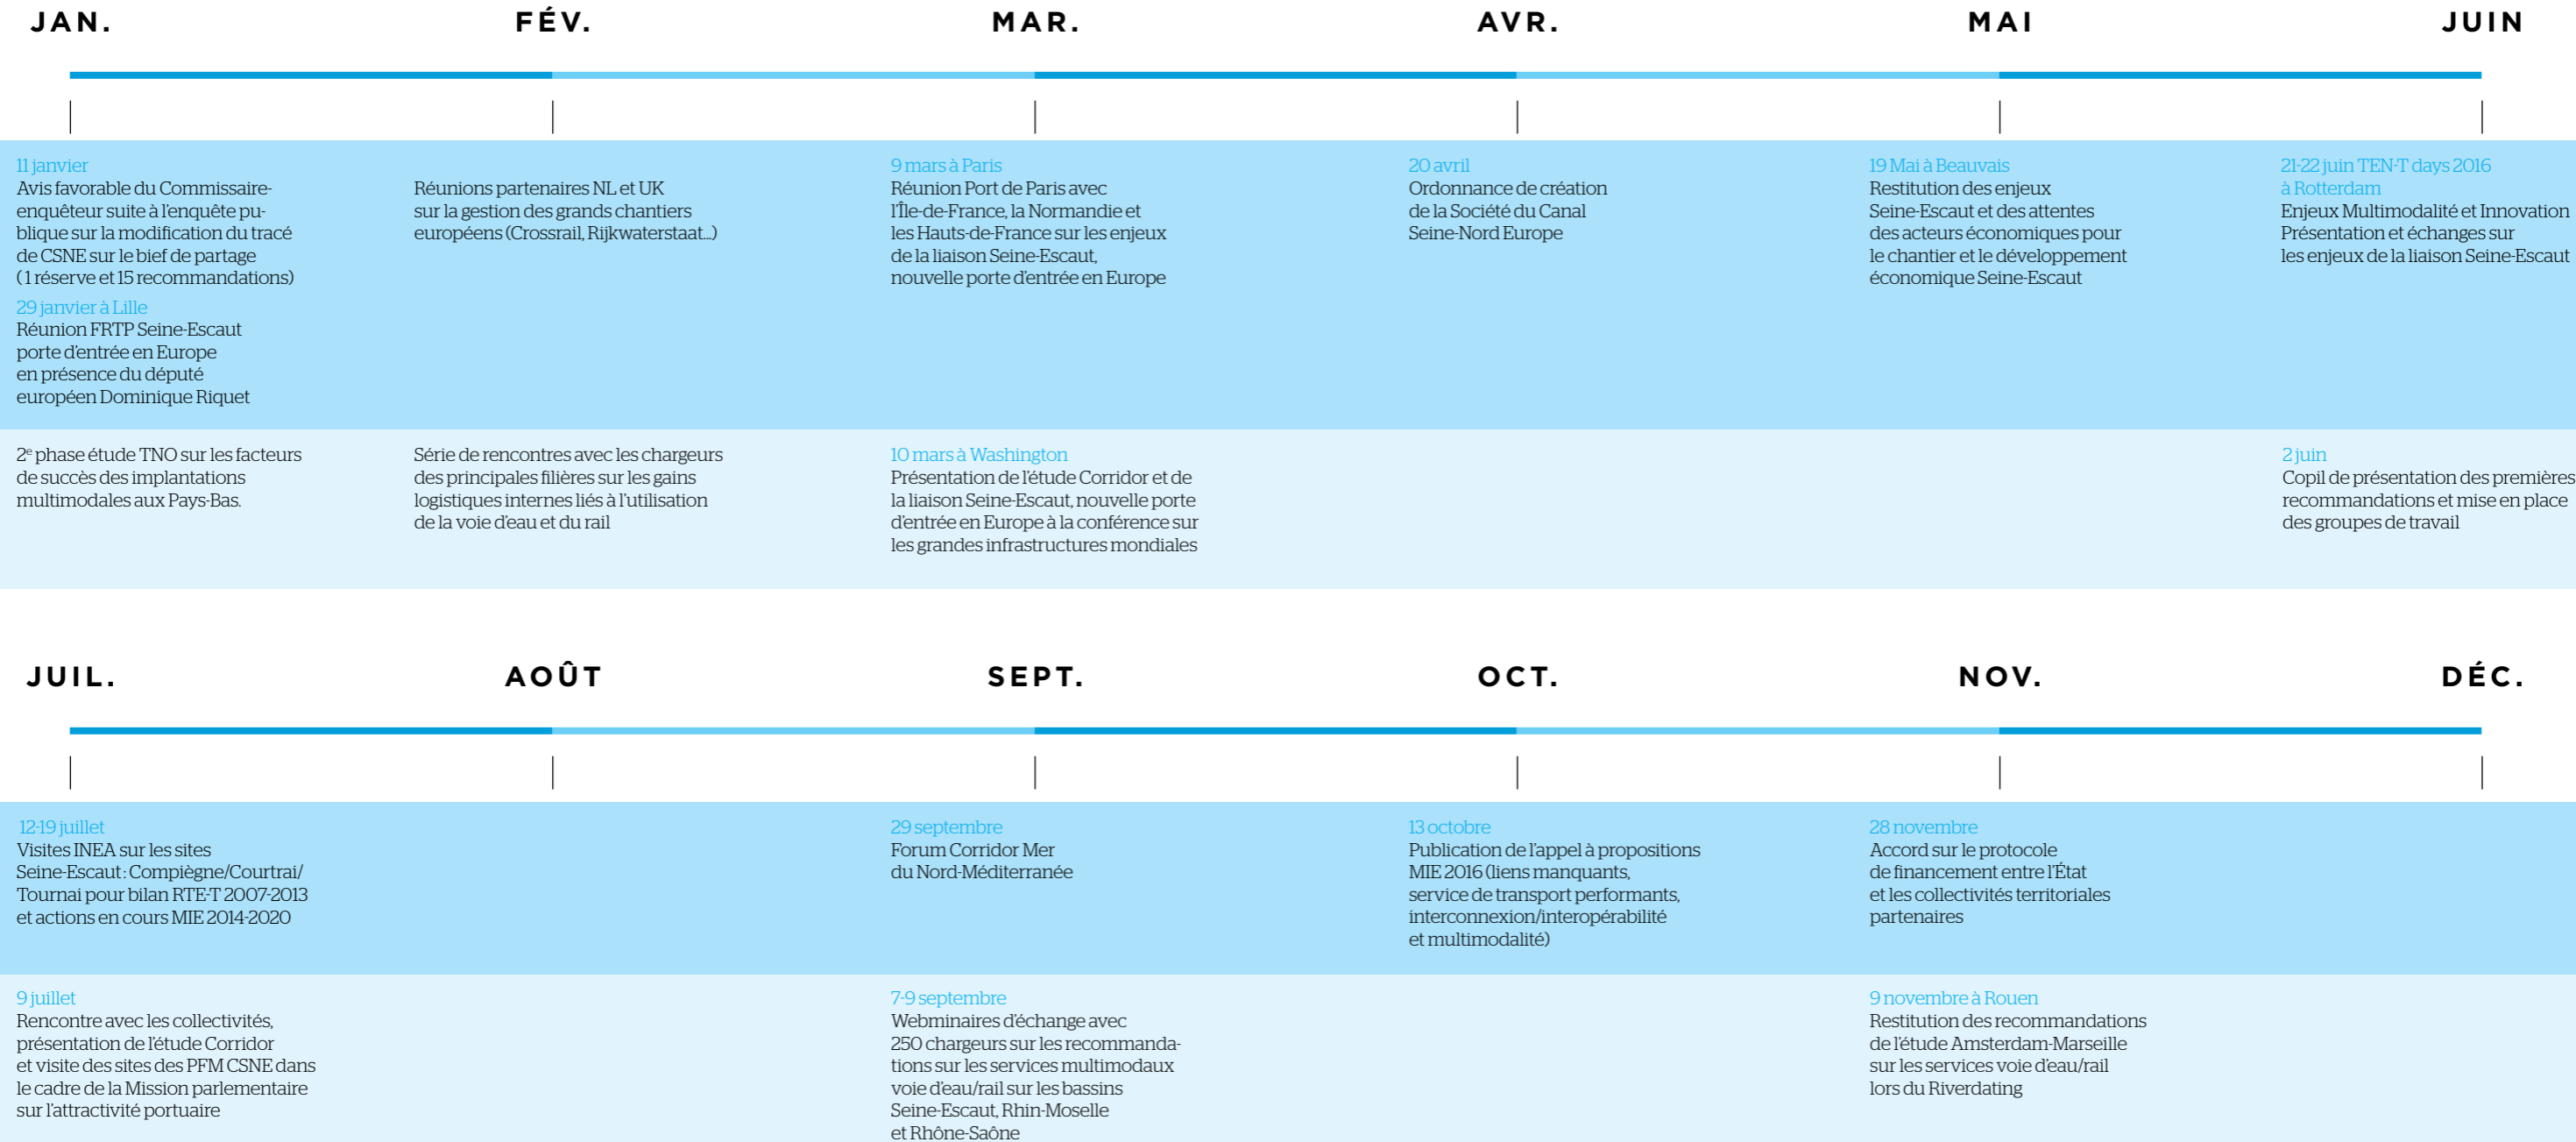 JAN.
FÉV.
MAR.
AVR.
MAI
JUIN
11 janvier
Avis favorable du Commissaire-
enquêteur suite à l'enquête pu-
blique sur la modification du tracé
de CSNE sur le bief de partage
(1 réserve et 15 recommandations)
29 janvier à Lille
Réunion FRTP Seine-Escaut
porte d'entrée en Europe
en présence du député
européen Dominique Riquet
Réunions partenaires NL et UK
sur la gestion des grands chantiers
européens (Crossrail, Rijkwaterstaat...)
9 mars à Paris
Réunion Port de Paris avec
l'Île-de-France, la Normandie et
les Hauts-de-France sur les enjeux
de la liaison Seine-Escaut,
nouvelle porte d'entrée en Europe
20 avril
Ordonnance de création
de la Société du Canal
Seine-Nord Europe
19 Mai à Beauvais
Restitution des enjeux
Seine-Escaut et des attentes
des acteurs économiques pour
le chantier et le développement
économique Seine-Escaut
21-22 juin TEN-T days 2016
à Rotterdam
Enjeux Multimodalité et Innovation
Présentation et échanges sur
les enjeux de la liaison Seine-Escaut
2e phase étude TNO sur les facteurs
de succès des implantations
multimodales aux Pays-Bas.
Série de rencontres avec les chargeurs
des principales filières sur les gains
logistiques internes liés à l'utilisation
de la voie d'eau et du rail
10 mars à Washington
Présentation de l'étude Corridor et de
la liaison Seine-Escaut, nouvelle porte
d'entrée en Europe à la conférence sur
les grandes infrastructures mondiales
2 juin
Copil de présentation des premières
recommandations et mise en place
des groupes de travail
JUIL.
AOÛT
SEPT.
OCT.
NOV.
DÉC.
12-19 juillet
Visites INEA sur les sites
Seine-Escaut : Compiègne/Courtrai/
Tournai pour bilan RTE-T 2007-2013
et actions en cours MIE 2014-2020
29 septembre
Forum Corridor Mer
du Nord-Méditerranée
13 octobre
Publication de l'appel à propositions
MIE 2016 (liens manquants,
service de transport performants,
interconnexion/interopérabilité
et multimodalité)
28 novembre
Accord sur le protocole
de financement entre l'État
et les collectivités territoriales
partenaires
9 juillet
Rencontre avec les collectivités,
présentation de l'étude Corridor
et visite des sites des PFM CSNE dans
le cadre de la Mission parlementaire
sur l'attractivité portuaire
7-9 septembre
Webminaires d'échange avec
250 chargeurs sur les recommanda-
tions sur les services multimodaux
voie d'eau/rail sur les bassins
Seine-Escaut, Rhin-Moselle
et Rhône-Saône
9 novembre à Rouen
Restitution des recommandations
de l'étude Amsterdam-Marseille
sur les services voie d'eau/rail
lors du Riverdating